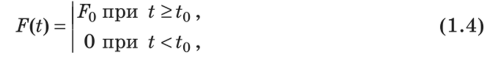 F(t) = | F₀ при t ≥ t₀ ,
0 при t < t₀ ,
(1.4)